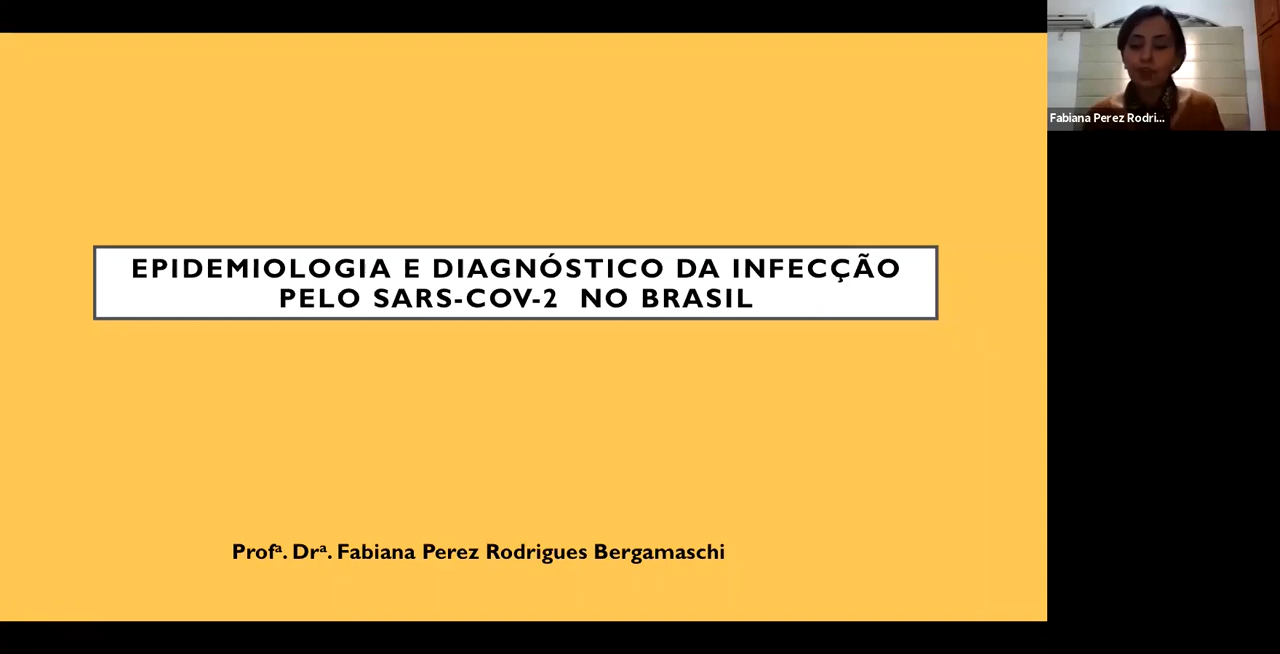 EPIDEMIOLOGIA E DIAGNÓSTICO DA INFECÇÃO
PELO SARS-COV-2 NO BRASIL
Profª. Drª. Fabiana Perez Rodrigues Bergamaschi
Fabiana Perez Rodri...